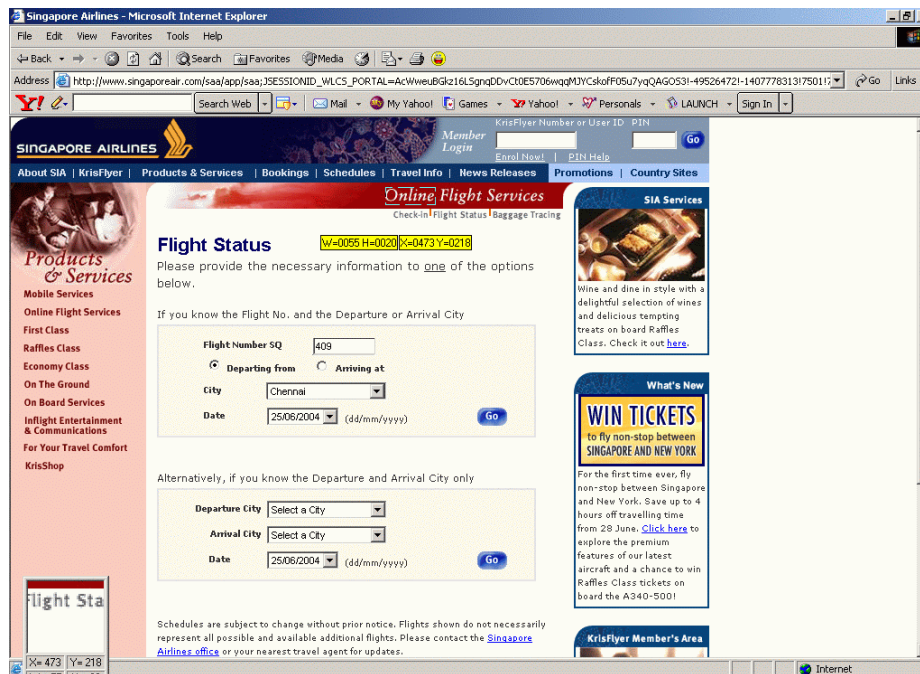 Singapore Airlines - Microsoft Internet Explorer
File Edit View Favorites Tools Help
Back Search Favorites Media
Address http://www.singaporeair.com/saa/app/saa;JSESSIONID_WLCS_PORTAL=
Go Links
Y! Search Web Mail My Yahoo! Games Yahoo! Personals LAUNCH Sign In
SINGAPORE AIRLINES
Member Login
KrisFlyer Number or User ID PIN
Go
Enrol Now! | PIN Help
About SIA | KrisFlyer | Products & Services | Bookings | Schedules | Travel Info | News Releases Promotions | Country Sites
Products & Services
Mobile Services
Online Flight Services
First Class
Raffles Class
Economy Class
On The Ground
On Board Services
Inflight Entertainment
& Communications
For Your Travel Comfort
KrisShop
Online Flight Services
Check-in Flight Status Baggage Tracing
Flight Status
W=0055 H=0020 X=0473 Y=0218
Please provide the necessary information to one of the options
below.
If you know the Flight No. and the Departure or Arrival City
Flight Number SQ 409
Departing from Arriving at
City Chennai
Date 25/06/2004 (dd/mm/yyyy) Go
Alternatively, if you know the Departure and Arrival City only
Departure City Select a City
Arrival City Select a City
Date 25/06/2004 (dd/mm/yyyy) Go
Schedules are subject to change without prior notice. Flights shown do not necessarily
represent all possible and available additional flights. Please contact the Singapore
Airlines office or your nearest travel agent for updates.
SIA Services
Wine and dine in style with a
delightful selection of wines
and delicious tempting
treats on board Raffles
Class. Check it out here.
What's New
WIN TICKETS
to fly non-stop between
SINGAPORE AND NEW YORK
For the first time ever, fly
non-stop between Singapore
and New York. Save up to 4
hours off travelling time
from 28 June. Click here to
explore the premium
features of our latest
aircraft and a chance to win
Raffles Class tickets on
board the A340-500!
KrisFlyer Member's Area
Flight Sta
X= 473 Y= 218
Internet